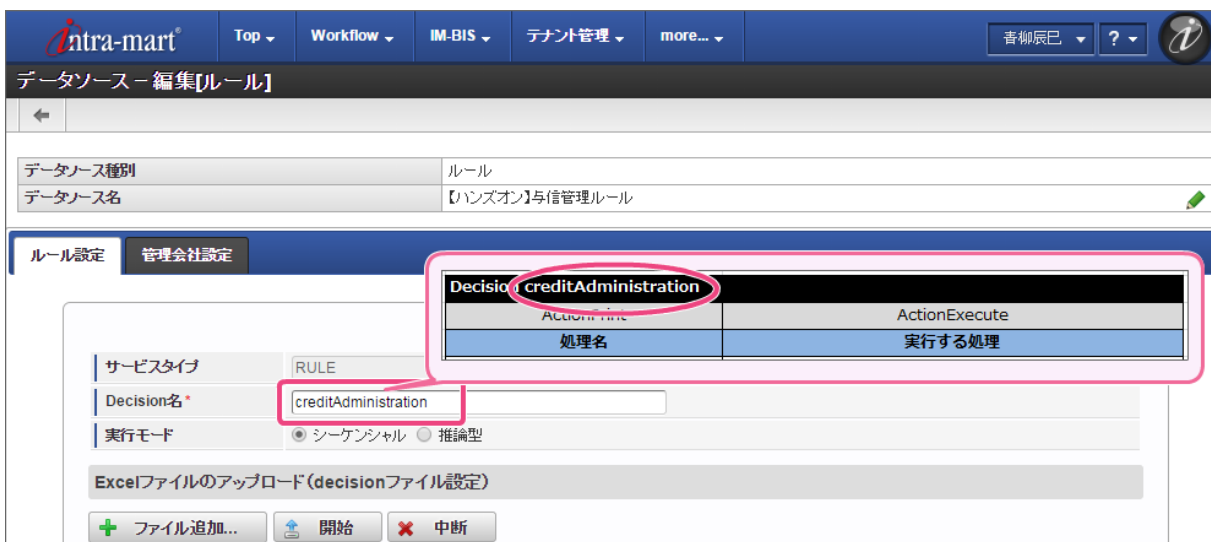 intra-mart® Top Workflow IM-BIS テナント管理 more... 青柳辰巳 ?
データソース - 編集[ルール]
データソース種別 ルール
データソース名 【ハンズオン】与信管理ルール
ルール設定 管理会社設定
Decision creditAdministration
ActionPrint ActionExecute
処理名 実行する処理
サービスタイプ RULE
Decision名* creditAdministration
実行モード シーケンシャル 推論型
Excelファイルのアップロード(decisionファイル設定)
ファイル追加... 開始 中断